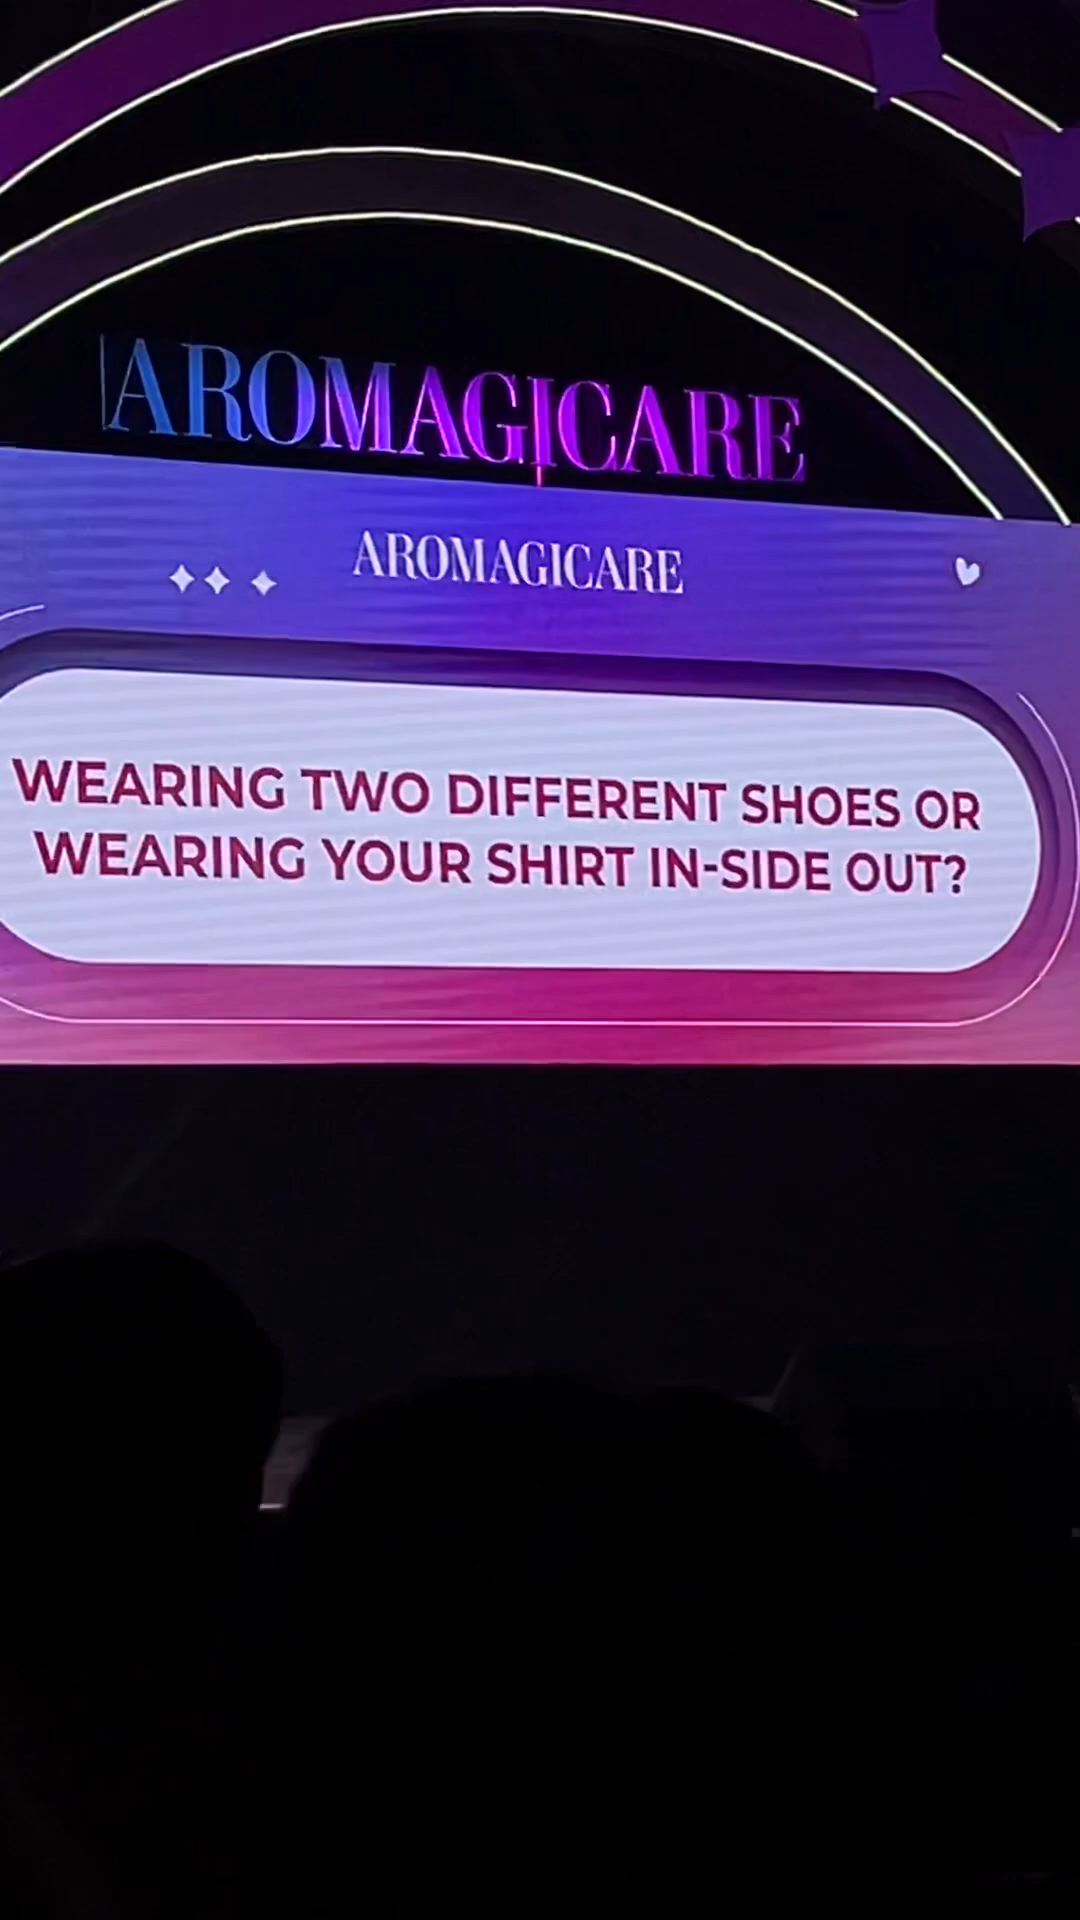 AROMAGICARE
AROMAGICARE
WEARING TWO DIFFERENT SHOES OR
WEARING YOUR SHIRT IN-SIDE OUT?